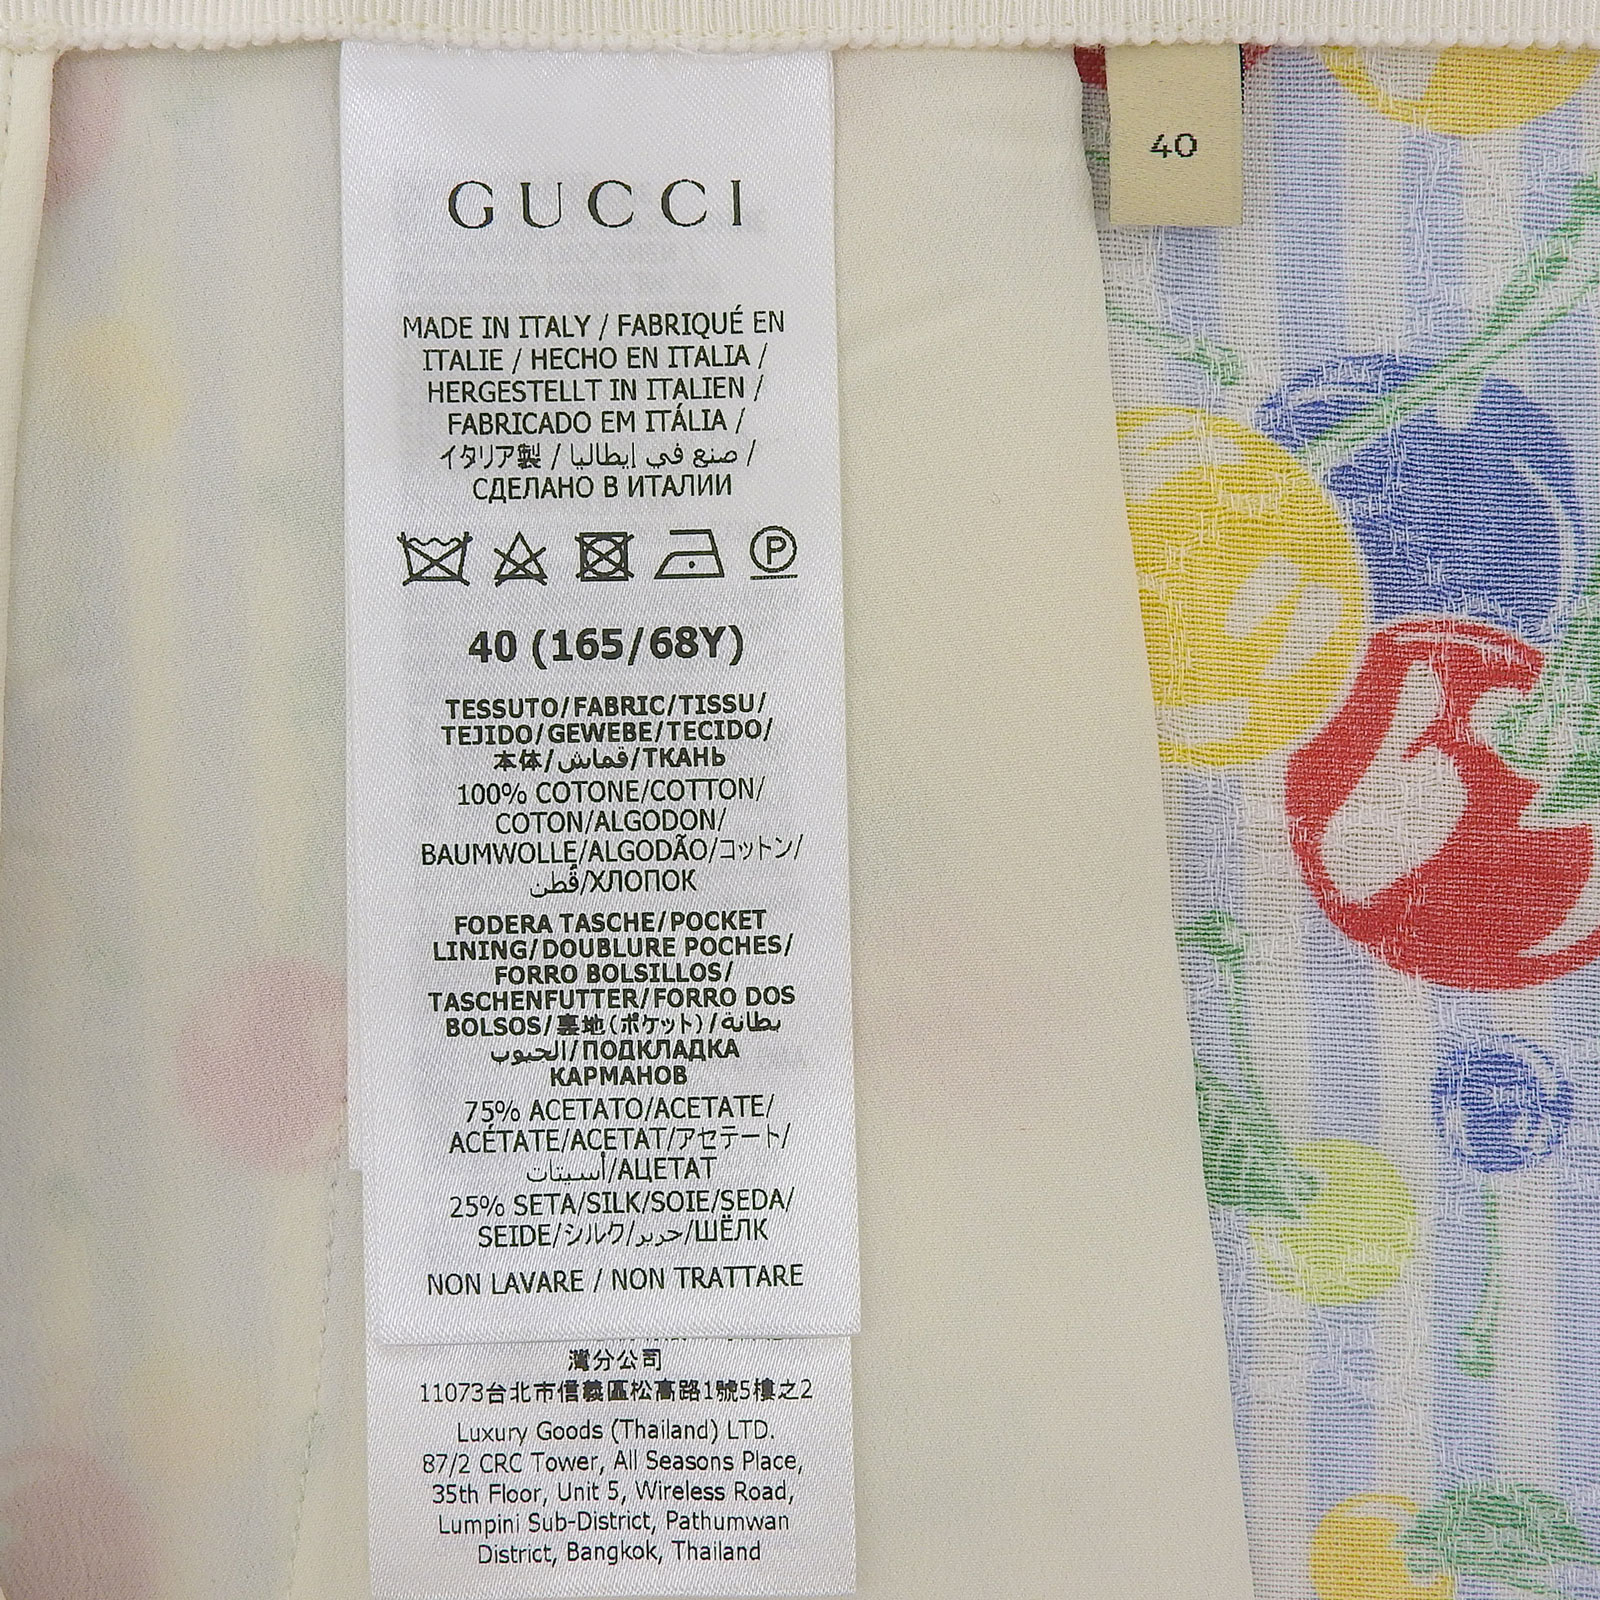 GUCCI
40
MADE IN ITALY / FABRIQUÉ EN
ITALIE / HECHO EN ITALIA /
HERGESTELLT IN ITALIEN /
FABRICADO EM ITÁLIA /
イタリア製 / صنع في إيطاليا /
СДЕЛАНО В ИТАЛИИ
P
40 (165/68Y)
TESSUTO/FABRIC/TISSU/
TEJIDO/GEWEBE/TECIDO/
本体/قماش/ТКАНЬ
100% COTONE/COTTON/
COTON/ALGODON/
BAUMWOLLE/ALGODÃO/コットン/
قُطن/ХЛОПОК
FODERA TASCHE/POCKET
LINING/DOUBLURE POCHES/
FORRO BOLSILLOS/
TASCHENFUTTER/FORRO DOS
BOLSOS/裏地(ポケット)/بطانة
الجيوب/ПОДКЛАДКА
КАРМАНОВ
75% ACETATO/ACETATE/
ACÉTATE/ACETAT/アセテート/
أسيتات/АЦЕТАТ
25% SETA/SILK/SOIE/SEDA/
SEIDE/シルク/حرير/ШЁЛК
NON LAVARE / NON TRATTARE
灣分公司
11073台北市信義區松高路1號5樓之2
Luxury Goods (Thailand) LTD.
87/2 CRC Tower, All Seasons Place,
35th Floor, Unit 5, Wireless Road,
Lumpini Sub-District, Pathumwan
District, Bangkok, Thailand